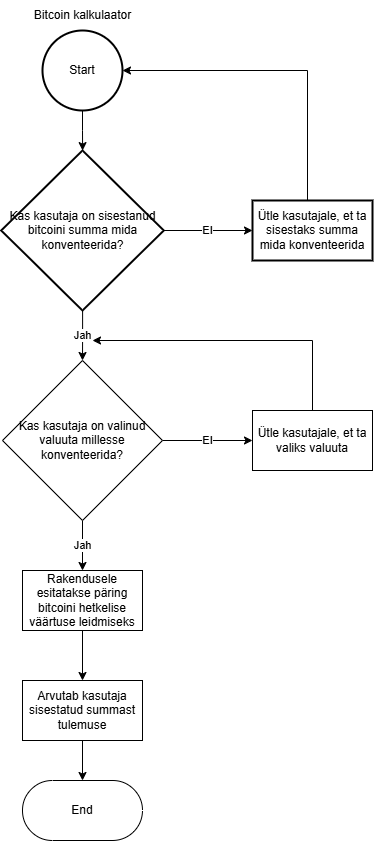 Bitcoin kalkulaator
Start
Kas kasutaja on sisestanud
bitcoini summa mida
konventeerida?
EI
Ütle kasutajale, et ta
sisestaks summa
mida konventeerida
Jah
Kas kasutaja on valinud
valuuta millesse
konventeerida?
EI
Ütle kasutajale, et ta
valiks valuuta
Jah
Rakendusele
esitatakse päring
bitcoini hetkelise
väärtuse leidmiseks
Arvutab kasutaja
sisestatud summast
tulemuse
End